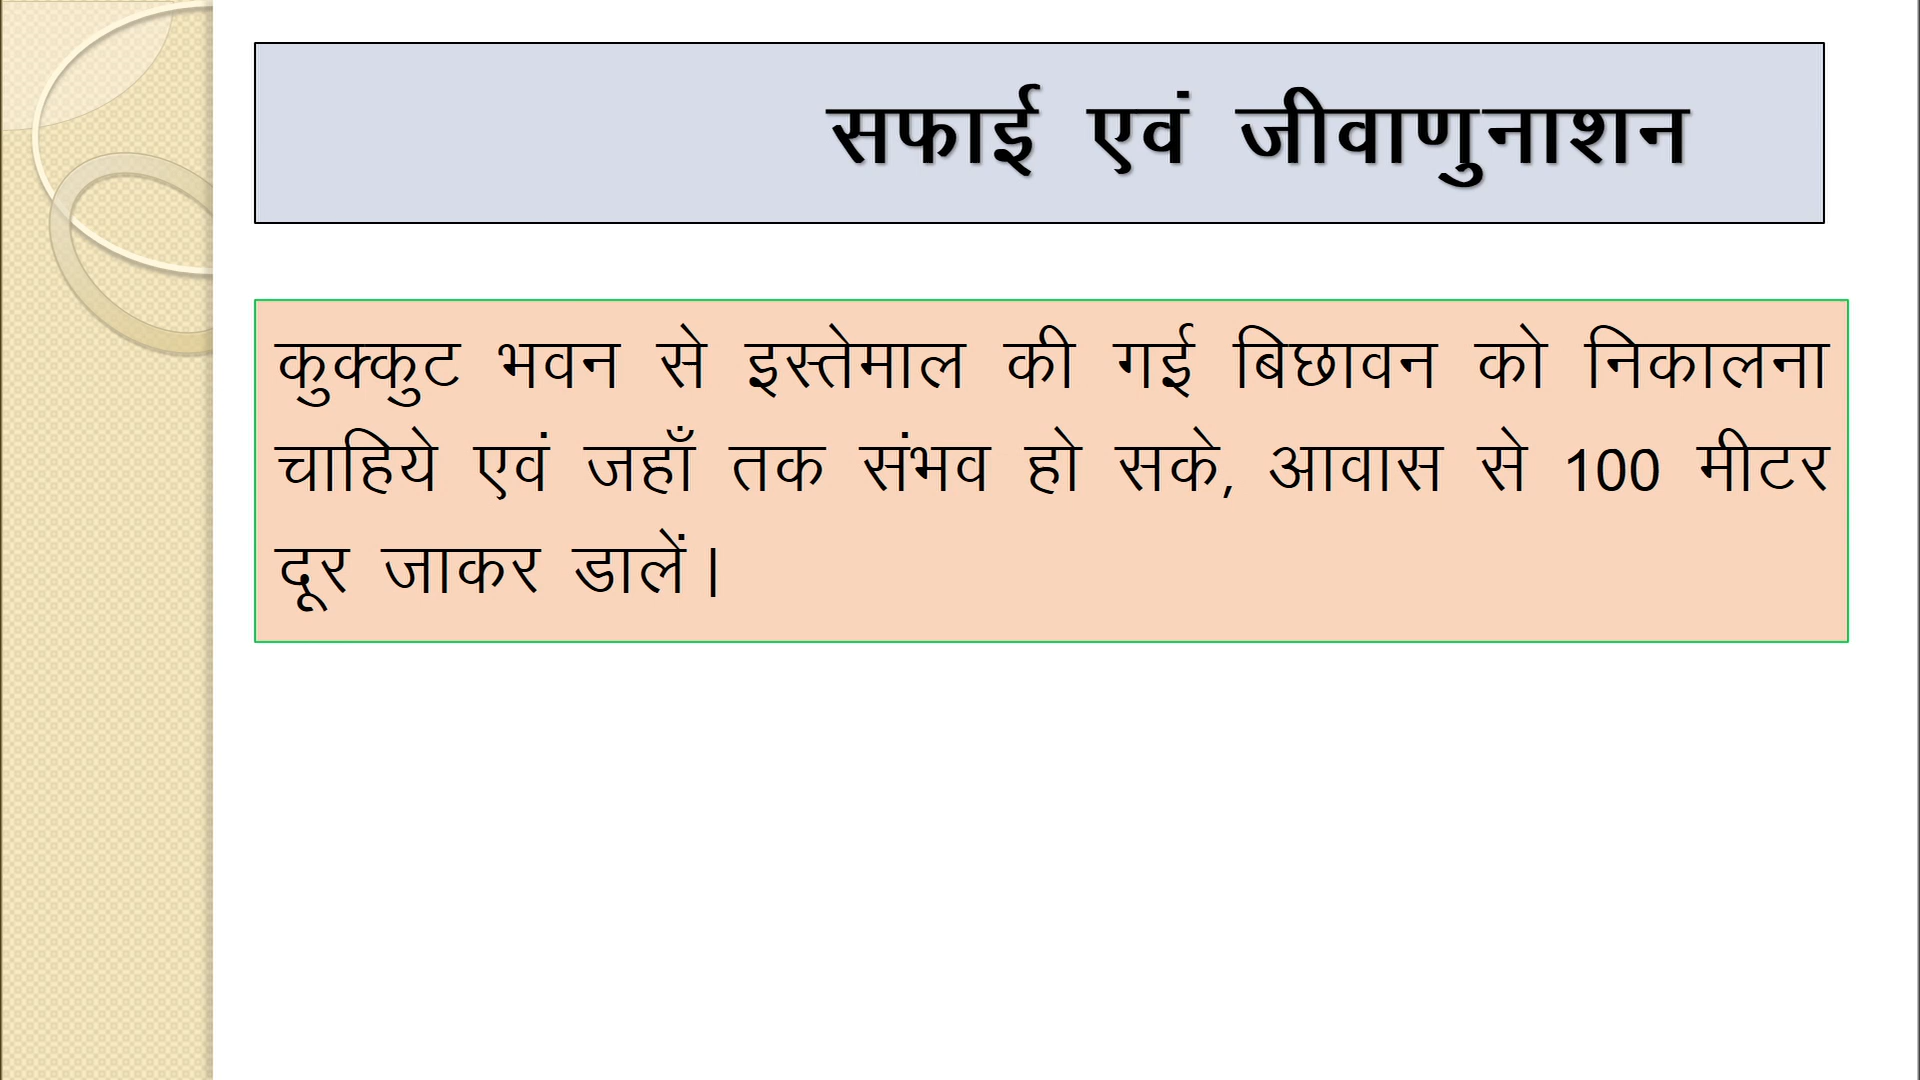 सफाई एवं जीवाणुनाशन
कुक्कुट भवन से इस्तेमाल की गई बिछावन को निकालना
चाहिये एवं जहाँ तक संभव हो सके, आवास से 100 मीटर
दूर जाकर डालें।